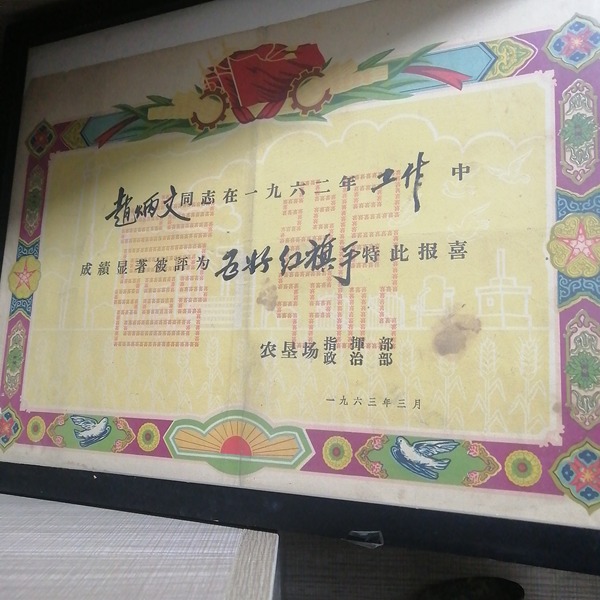 趙炳文同志在一九六二年工作中
成績显著被評为五好红旗手特此报喜
农垦场指揮部
政治部
一九六三年三月